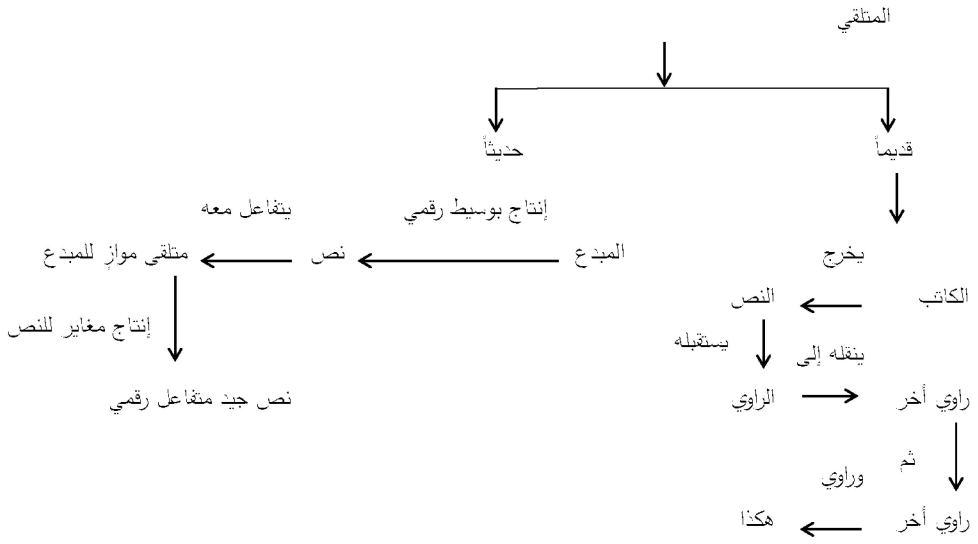 المتلقي
قديماً
حديثاً
يخرج
الكاتب
النص
يستقبله
ينقله إلى
الراوي
راوي أخر
ثم
راوي أخر
وراوي
هكذا
إنتاج بوسيط رقمي
المبدع
نص
يتفاعل معه
متلقى موازٍ للمبدع
إنتاج مغاير للنص
نص جيد متفاعل رقمي